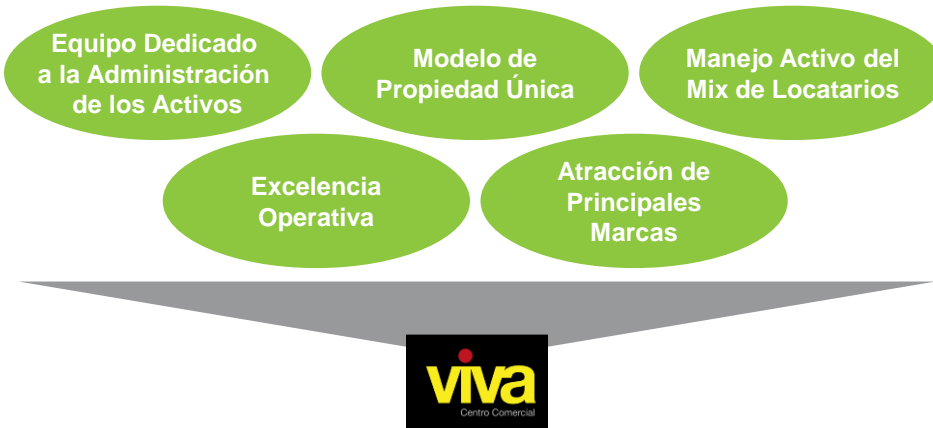 Equipo Dedicado
a la Administración
de los Activos
Modelo de
Propiedad Única
Manejo Activo del
Mix de Locatarios
Excelencia
Operativa
Atracción de
Principales
Marcas
viva
Centro Comercial